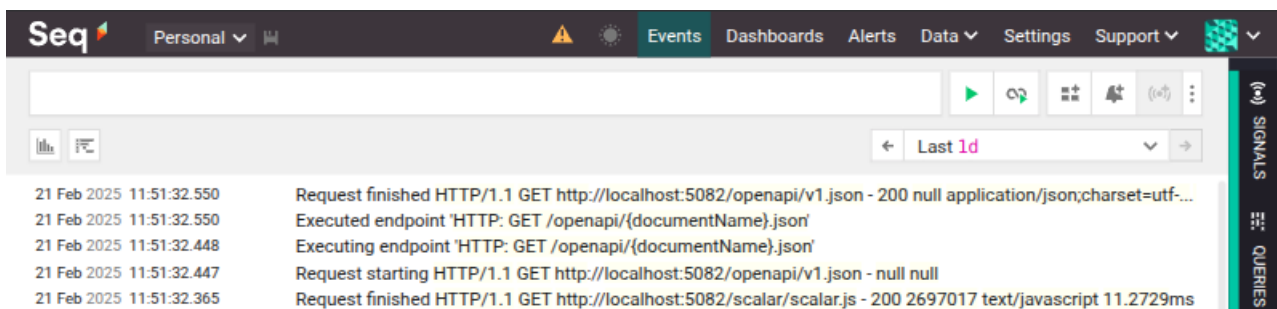 Seq Personal Events Dashboards Alerts Data Settings Support
Last 1d
SIGNALS
QUERIES
21 Feb 2025 11:51:32.550 Request finished HTTP/1.1 GET http://localhost:5082/openapi/v1.json - 200 null application/json;charset=utf-...
21 Feb 2025 11:51:32.550 Executed endpoint 'HTTP: GET /openapi/{documentName}.json'
21 Feb 2025 11:51:32.448 Executing endpoint 'HTTP: GET /openapi/{documentName}.json'
21 Feb 2025 11:51:32.447 Request starting HTTP/1.1 GET http://localhost:5082/openapi/v1.json - null null
21 Feb 2025 11:51:32.365 Request finished HTTP/1.1 GET http://localhost:5082/scalar/scalar.js - 200 2697017 text/javascript 11.2729ms